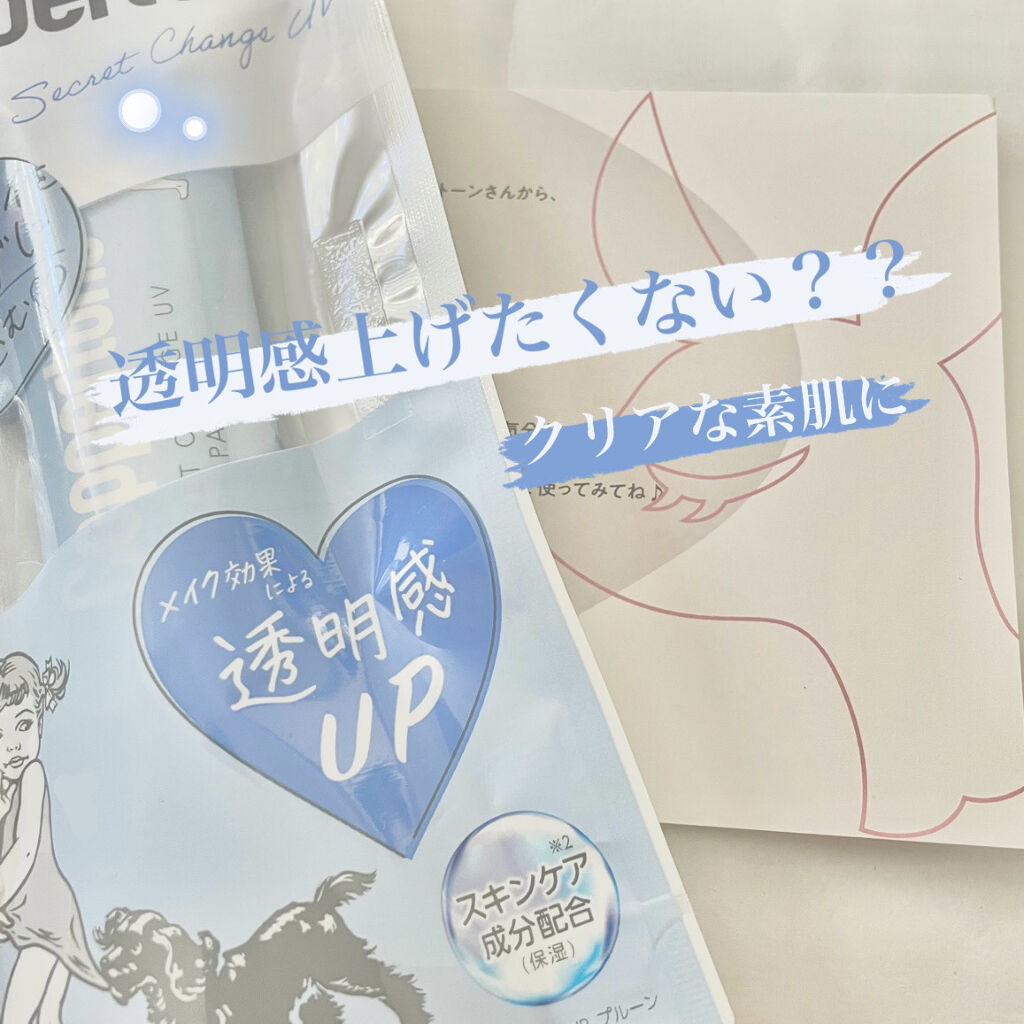 Secret Change UV
トーンさんから、
透明感上げたくない？？
クリアな素肌に
使ってみてね♪
メイク効果
による
透明感
UP
※2
スキンケア
成分配合
(保湿)
プルーン